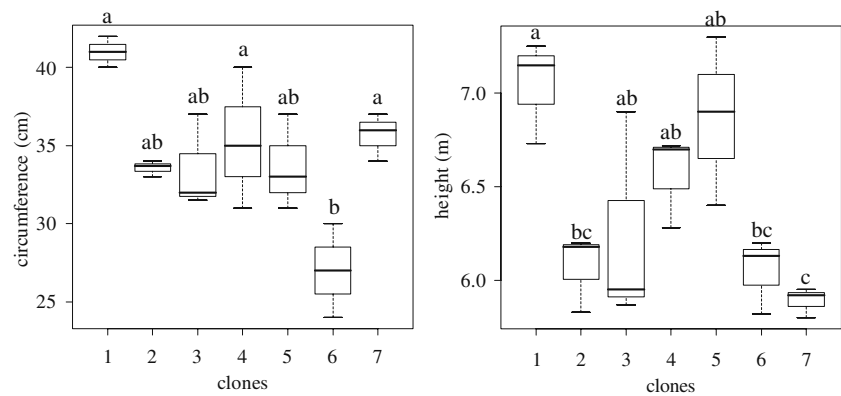 a
a
ab
ab
ab
a
b
40
35
30
25
circumference (cm)
1 2 3 4 5 6 7
clones
a
ab
ab
ab
bc
bc
c
7.0
6.5
6.0
height (m)
1 2 3 4 5 6 7
clones